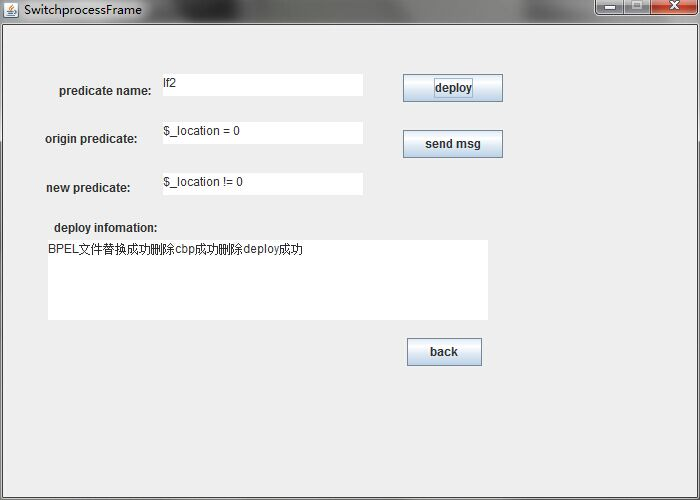 SwitchprocessFrame
predicate name: If2 deploy
origin predicate: $_location = 0
send msg
new predicate: $_location != 0
deploy infomation:
BPEL文件替换成功删除cbp成功删除deploy成功
back